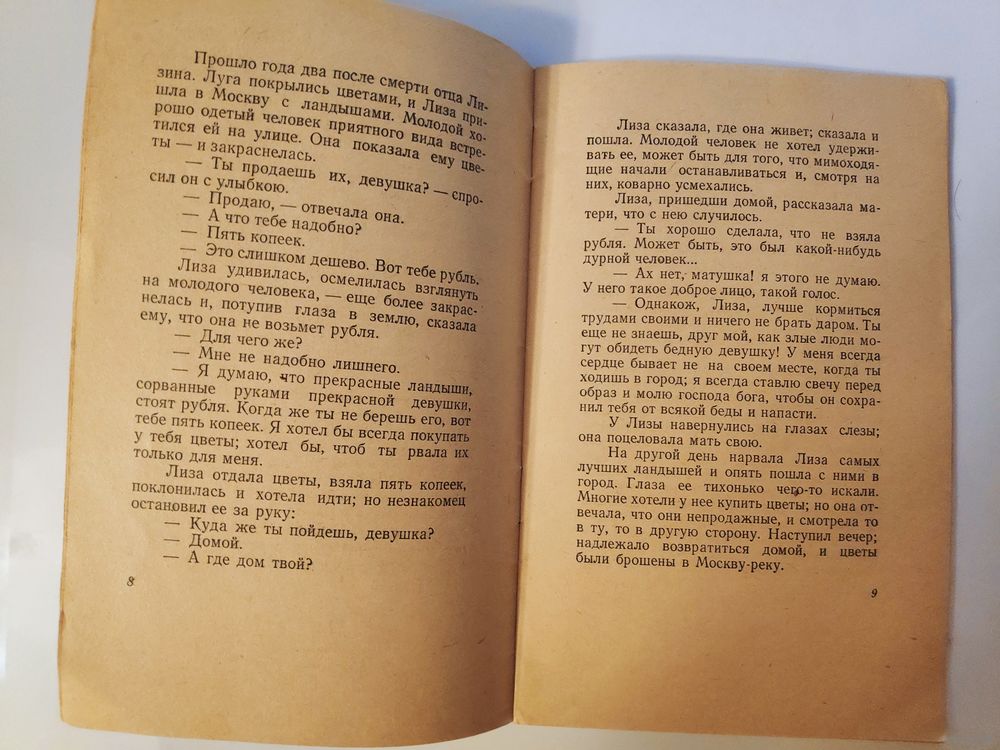 Прошло года два после смерти отца Ли-
зина. Луга покрылись цветами, и Лиза при-
шла в Москву с ландышами. Молодой хо-
рошо одетый человек приятного вида встре-
тился ей на улице. Она показала ему цве-
ты — и закраснелась.
— Ты продаешь их, девушка? — спро-
сил он с улыбкою.
— Продаю, — отвечала она.
— А что тебе надобно?
— Пять копеек.
— Это слишком дешево. Вот тебе рубль.
Лиза удивилась, осмелилась взглянуть
на молодого человека, — еще более закрас-
нелась и, потупив глаза в землю, сказала
ему, что она не возьмет рубля.
— Для чего же?
— Мне не надобно лишнего.
— Я думаю, что прекрасные ландыши,
сорванные руками прекрасной девушки,
стоят рубля. Когда же ты не берешь его, вот
тебе пять копеек. Я хотел бы всегда покупать
у тебя цветы; хотел бы, чтоб ты рвала их
только для меня.
Лиза отдала цветы, взяла пять копеек,
поклонилась и хотела идти; но незнакомец
остановил ее за руку:
— Куда же ты пойдешь, девушка?
— Домой.
— А где дом твой?
8
Лиза сказала, где она живет; сказала и
пошла. Молодой человек не хотел удержи-
вать ее, может быть для того, что мимоходя-
щие начали останавливаться и, смотря на
них, коварно усмехались.
Лиза, пришедши домой, рассказала ма-
тери, что с нею случилось.
— Ты хорошо сделала, что не взяла
рубля. Может быть, это был какой-нибудь
дурной человек...
— Ах нет, матушка! я этого не думаю.
У него такое доброе лицо, такой голос.
— Однакож, Лиза, лучше кормиться
трудами своими и ничего не брать даром. Ты
еще не знаешь, друг мой, как злые люди мо-
гут обидеть бедную девушку! У меня всегда
сердце бывает не на своем месте, когда ты
ходишь в город; я всегда ставлю свечу перед
образ и молю господа бога, чтобы он сохра-
нил тебя от всякой беды и напасти.
У Лизы навернулись на глазах слезы;
она поцеловала мать свою.
На другой день нарвала Лиза самых
лучших ландышей и опять пошла с ними в
город. Глаза ее тихонько чего-то искали.
Многие хотели у нее купить цветы; но она от-
вечала, что они непродажные, и смотрела то
в ту, то в другую сторону. Наступил вечер;
надлежало возвратиться домой, и цветы
были брошены в Москву-реку.
9